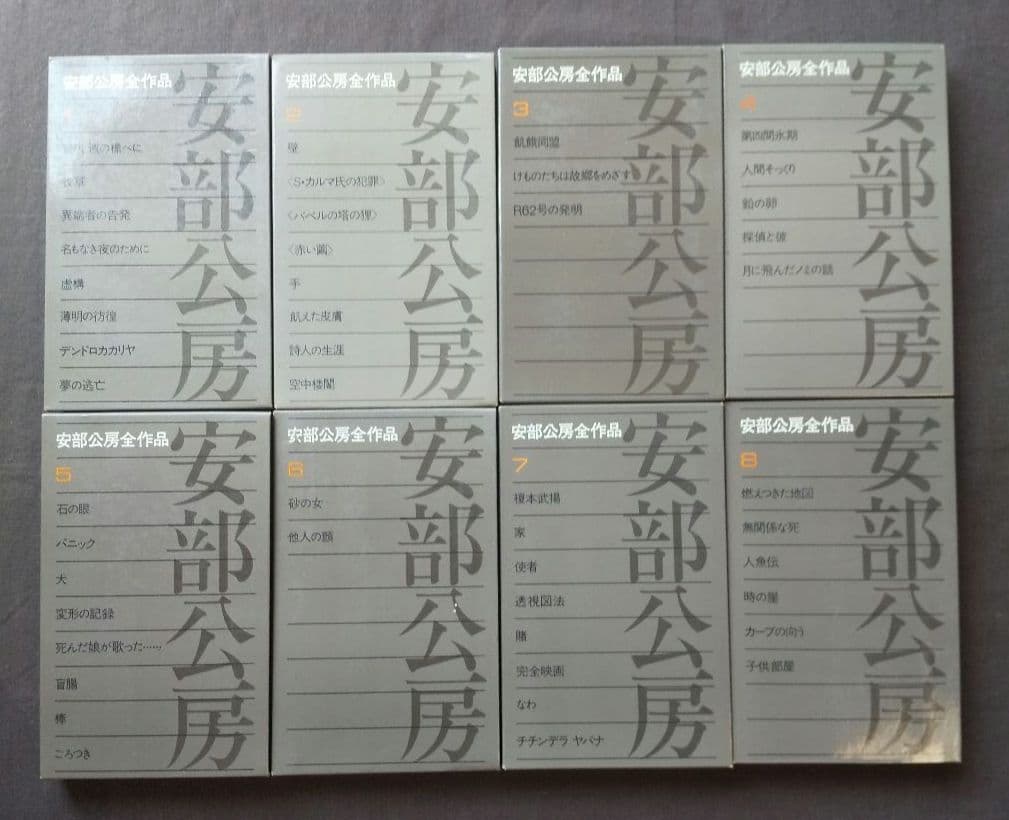 安部公房全作品
1
道の標べに
異端者の告発
名もなき夜のために
虚構
薄明の彷徨
デンドロカカリヤ
夢の逃亡
安部公房
安部公房全作品
2
壁
〈S・カルマ氏の犯罪〉
〈バベルの塔の狸〉
〈赤い繭〉
手
飢えた皮膚
詩人の生涯
空中楼閣
安部公房
安部公房全作品
3
飢餓同盟
けものたちは故郷をめざす
R62号の発明
安部公房
安部公房全作品
4
第四間氷期
人間そっくり
鉛の卵
探偵と彼
月に飛んだノミの話
安部公房
安部公房全作品
5
石の眼
パニック
犬
変形の記録
死んだ娘が歌った……
盲腸
棒
ごろつき
安部公房
安部公房全作品
6
砂の女
他人の顔
安部公房
安部公房全作品
7
榎本武揚
家
使者
透視図法
賭
完全映画
なわ
チチンデラ ヤパナ
安部公房
安部公房全作品
8
燃えつきた地図
無関係な死
人魚伝
時の崖
カーブの向う
子供部屋
安部公房